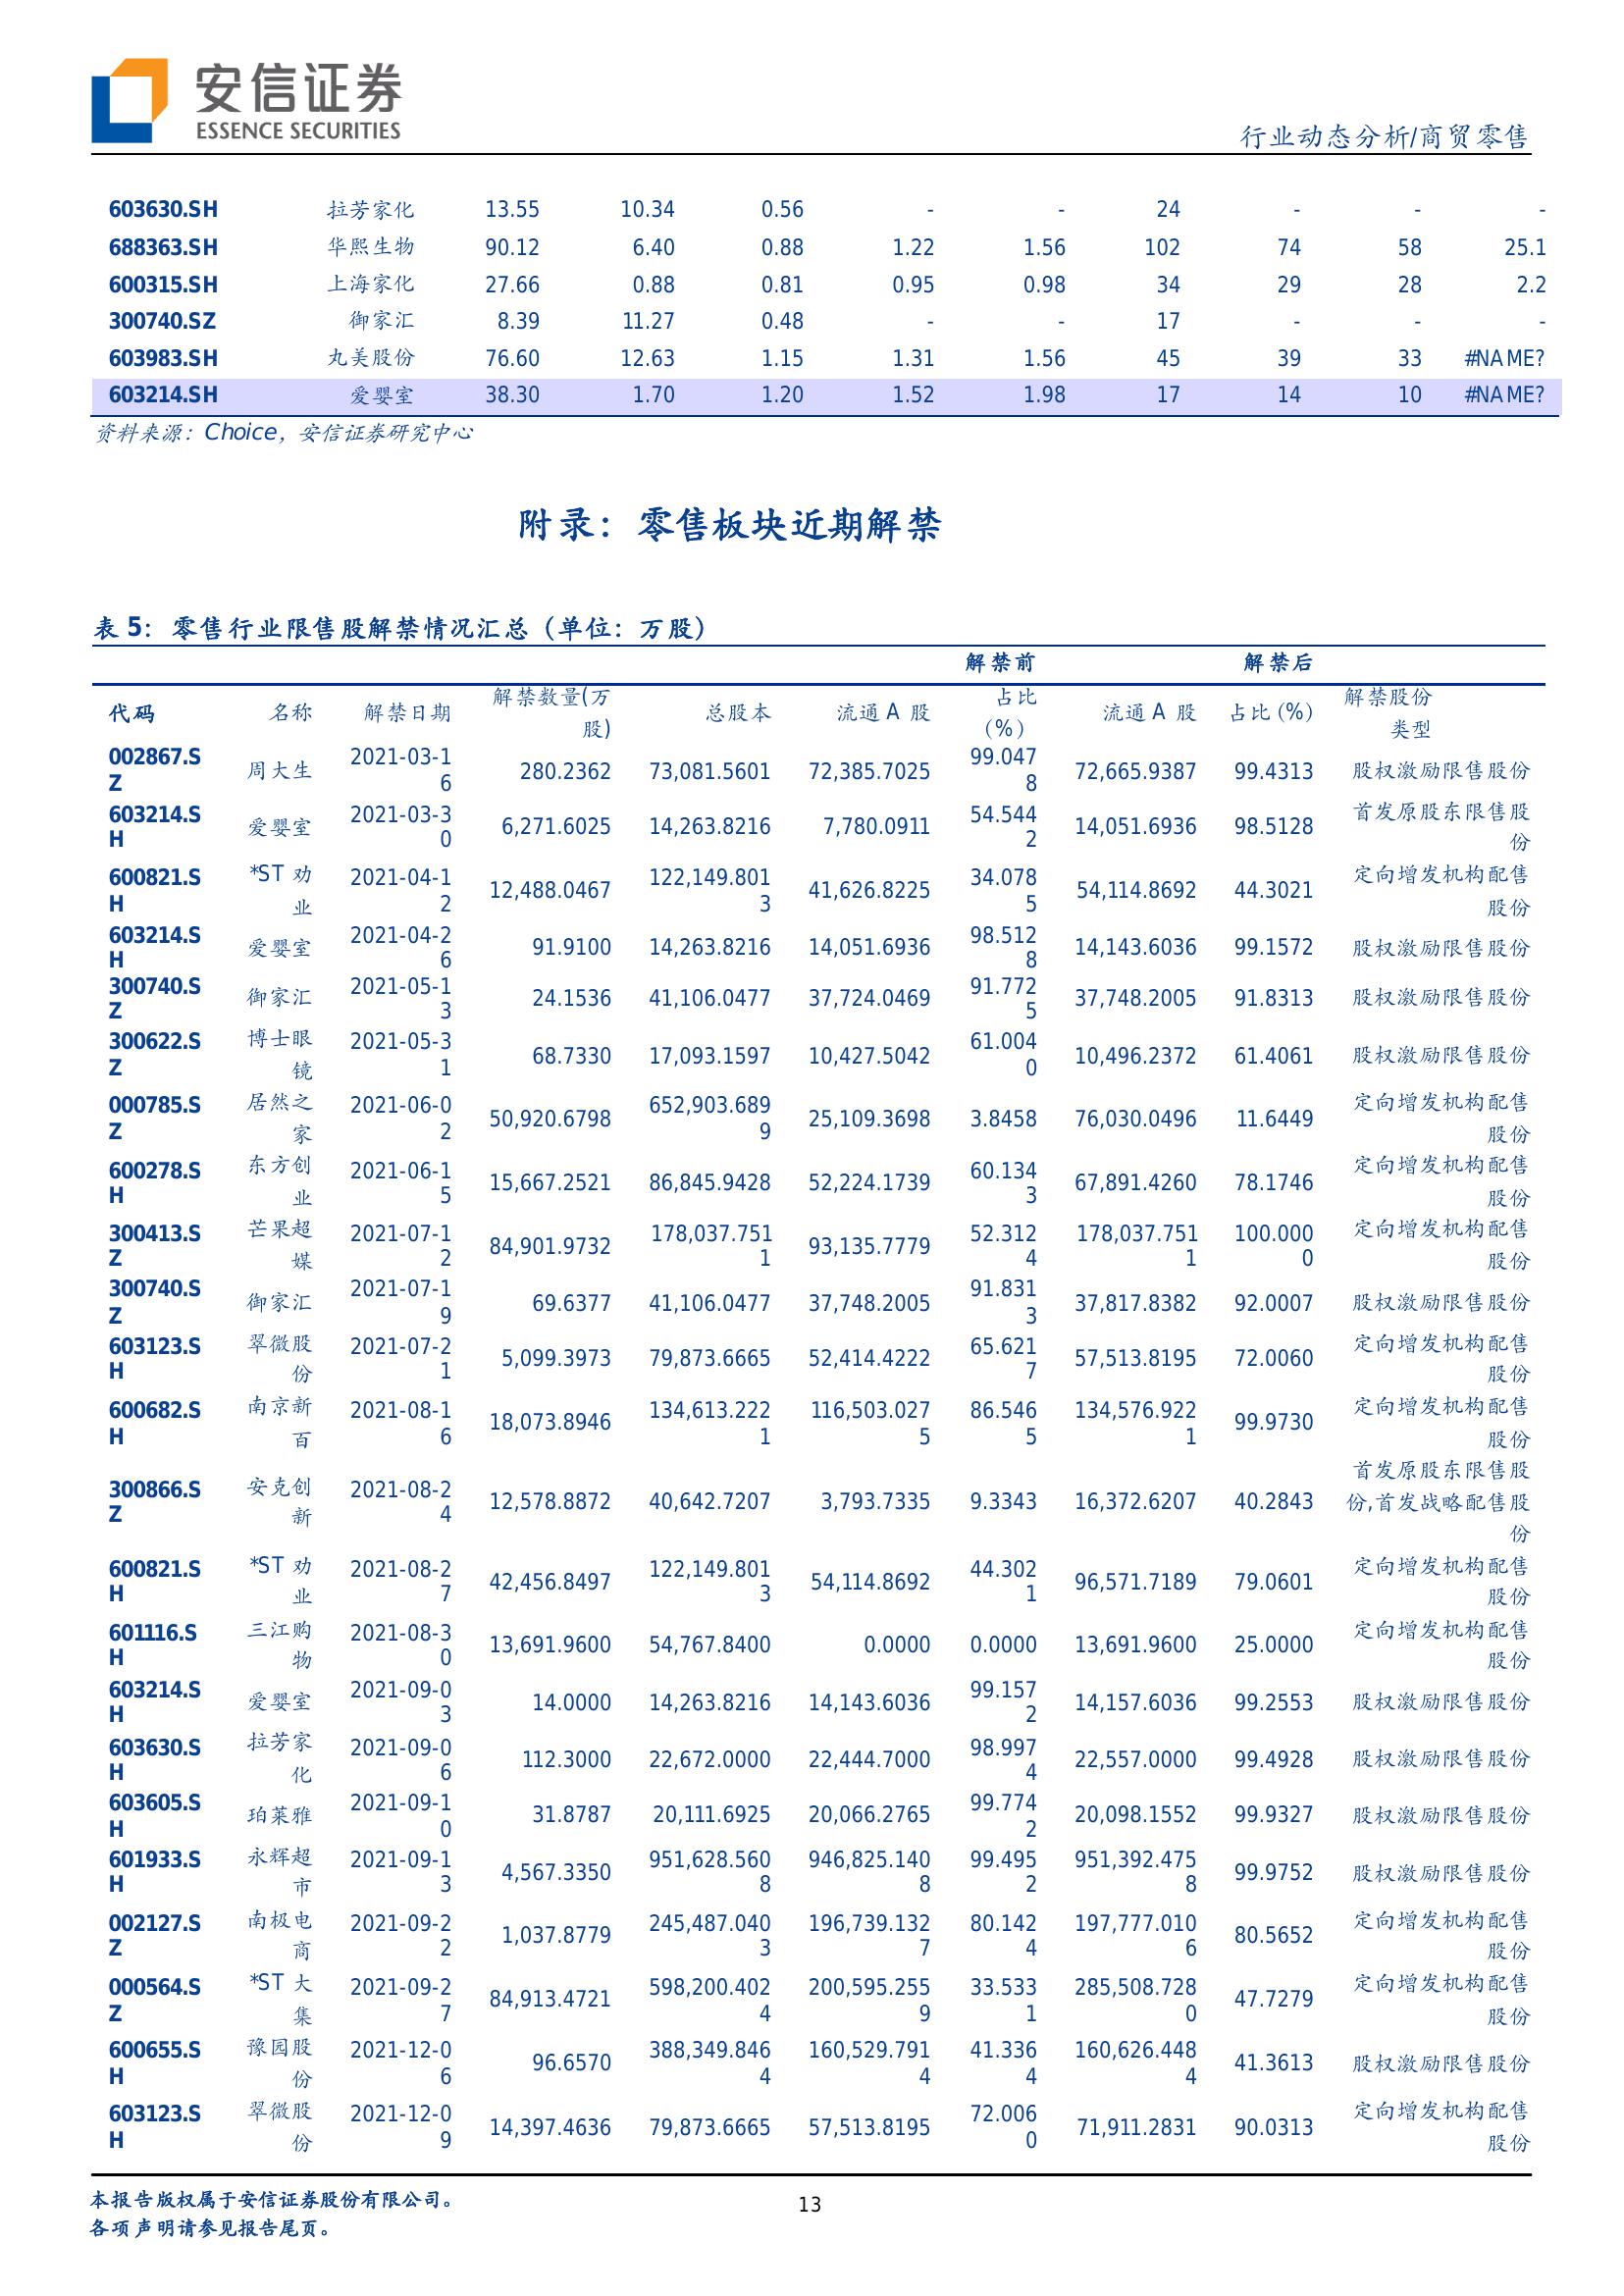 安信证券
ESSENCE SECURITIES
行业动态分析/商贸零售
603630.SH 拉芳家化 13.55 10.34 0.56 - - 24 - - -
688363.SH 华熙生物 90.12 6.40 0.88 1.22 1.56 102 74 58 25.1
600315.SH 上海家化 27.66 0.88 0.81 0.95 0.98 34 29 28 2.2
300740.SZ 御家汇 8.39 11.27 0.48 - - 17 - - -
603983.SH 丸美股份 76.60 12.63 1.15 1.31 1.56 45 39 33 #NAME?
603214.SH 爱婴室 38.30 1.70 1.20 1.52 1.98 17 14 10 #NAME?
资料来源：Choice，安信证券研究中心
附录：零售板块近期解禁
表 5：零售行业限售股解禁情况汇总（单位：万股）
解禁前 解禁后
代码 名称 解禁日期 解禁数量(万股) 总股本 流通 A 股 占比(%) 流通 A 股 占比(%) 解禁股份类型
002867.SZ 周大生 2021-03-16 280.2362 73,081.5601 72,385.7025 99.0478 72,665.9387 99.4313 股权激励限售股份
603214.SH 爱婴室 2021-03-30 6,271.6025 14,263.8216 7,780.0911 54.5442 14,051.6936 98.5128 首发原股东限售股份
600821.SH *ST 劝业 2021-04-12 12,488.0467 122,149.8013 41,626.8225 34.0785 54,114.8692 44.3021 定向增发机构配售股份
603214.SH 爱婴室 2021-04-26 91.9100 14,263.8216 14,051.6936 98.5128 14,143.6036 99.1572 股权激励限售股份
300740.SZ 御家汇 2021-05-13 24.1536 41,106.0477 37,724.0469 91.7725 37,748.2005 91.8313 股权激励限售股份
300622.SZ 博士眼镜 2021-05-31 68.7330 17,093.1597 10,427.5042 61.0040 10,496.2372 61.4061 股权激励限售股份
000785.SZ 居然之家 2021-06-02 50,920.6798 652,903.6899 25,109.3698 3.8458 76,030.0496 11.6449 定向增发机构配售股份
600278.SH 东方创业 2021-06-15 15,667.2521 86,845.9428 52,224.1739 60.1343 67,891.4260 78.1746 定向增发机构配售股份
300413.SZ 芒果超媒 2021-07-12 84,901.9732 178,037.7511 93,135.7779 52.3124 178,037.7511 100.0000 定向增发机构配售股份
300740.SZ 御家汇 2021-07-19 69.6377 41,106.0477 37,748.2005 91.8313 37,817.8382 92.0007 股权激励限售股份
603123.SH 翠微股份 2021-07-21 5,099.3973 79,873.6665 52,414.4222 65.6217 57,513.8195 72.0060 定向增发机构配售股份
600682.SH 南京新百 2021-08-16 18,073.8946 134,613.2221 116,503.0275 86.5465 134,576.9221 99.9730 定向增发机构配售股份
300866.SZ 安克创新 2021-08-24 12,578.8872 40,642.7207 3,793.7335 9.3343 16,372.6207 40.2843 首发原股东限售股份,首发战略配售股份
600821.SH *ST 劝业 2021-08-27 42,456.8497 122,149.8013 54,114.8692 44.3021 96,571.7189 79.0601 定向增发机构配售股份
601116.SH 三江购物 2021-08-30 13,691.9600 54,767.8400 0.0000 0.0000 13,691.9600 25.0000 定向增发机构配售股份
603214.SH 爱婴室 2021-09-03 14.0000 14,263.8216 14,143.6036 99.1572 14,157.6036 99.2553 股权激励限售股份
603630.SH 拉芳家化 2021-09-06 112.3000 22,672.0000 22,444.7000 98.9974 22,557.0000 99.4928 股权激励限售股份
603605.SH 珀莱雅 2021-09-10 31.8787 20,111.6925 20,066.2765 99.7742 20,098.1552 99.9327 股权激励限售股份
601933.SH 永辉超市 2021-09-13 4,567.3350 951,628.5608 946,825.1408 99.4952 951,392.4758 99.9752 股权激励限售股份
002127.SZ 南极电商 2021-09-22 1,037.8779 245,487.0403 196,739.1327 80.1424 197,777.0106 80.5652 定向增发机构配售股份
000564.SZ *ST 大集 2021-09-27 84,913.4721 598,200.4024 200,595.2559 33.5331 285,508.7280 47.7279 定向增发机构配售股份
600655.SH 豫园股份 2021-12-06 96.6570 388,349.8464 160,529.7914 41.3364 160,626.4484 41.3613 股权激励限售股份
603123.SH 翠微股份 2021-12-09 14,397.4636 79,873.6665 57,513.8195 72.0060 71,911.2831 90.0313 定向增发机构配售股份
本报告版权属于安信证券股份有限公司。
13
各项声明请参见报告尾页。